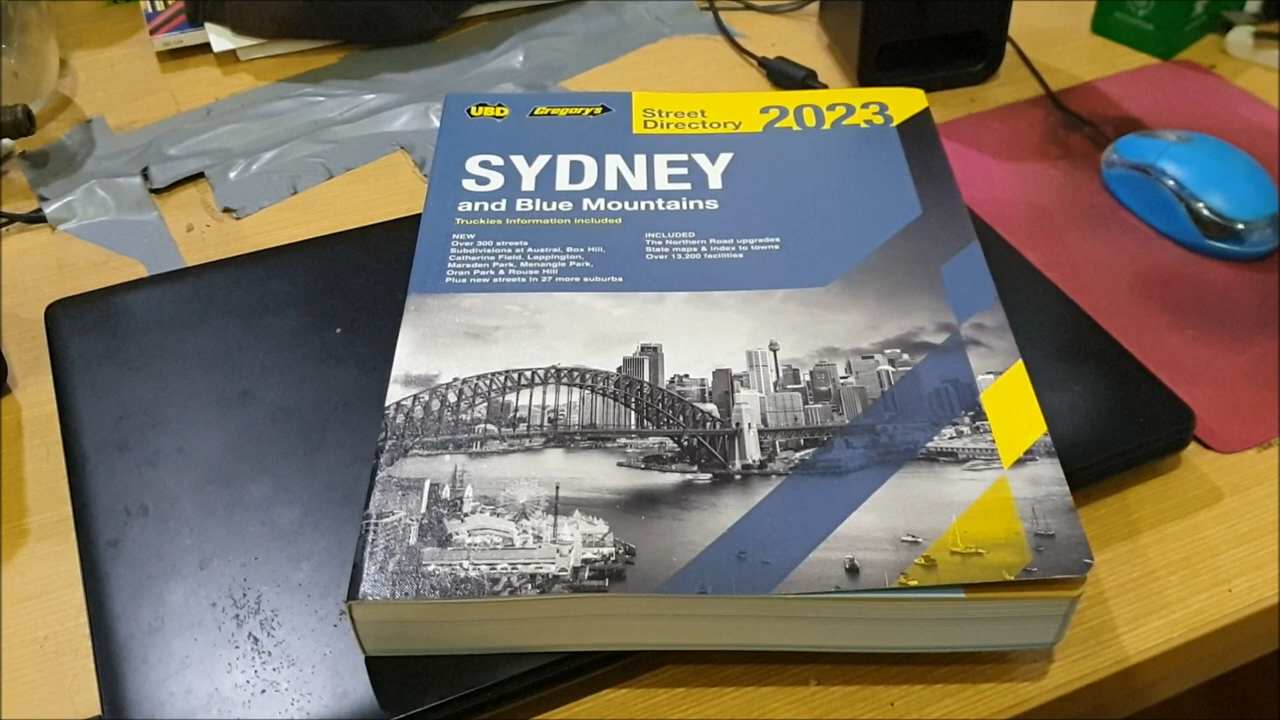 UBD
Gregory's
Street
Directory
2023
SYDNEY
and Blue Mountains
Truckies Information included
NEW
Over 300 streets
Subdivisions at Austral, Box Hill,
Catherine Field, Leppington,
Marsden Park, Menangle Park,
Oran Park & Rouse Hill
Plus new streets in 27 more suburbs
INCLUDED
The Northern Road upgrades
State maps & index to towns
Over 13,200 facilities